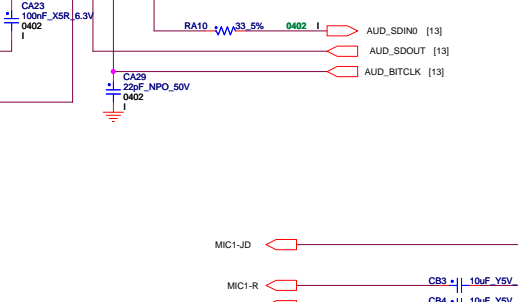 CA23
100nF_X5R_6.3V
0402
I
RA10 33_5% 0402 I AUD_SDIN0 [13]
AUD_SDOUT [13]
AUD_BITCLK [13]
CA29
22pF_NPO_50V
0402
I
MIC1-JD
MIC1-R CB3 10uF_Y5V_
CB4 10uF_Y5V